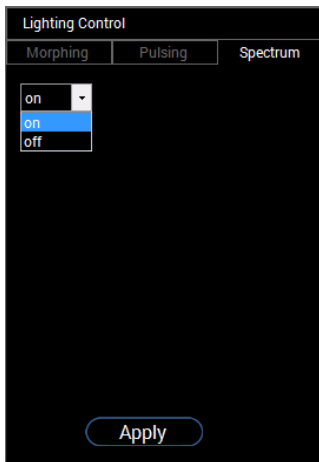 Lighting Control
Morphing Pulsing Spectrum
on
on
off
Apply